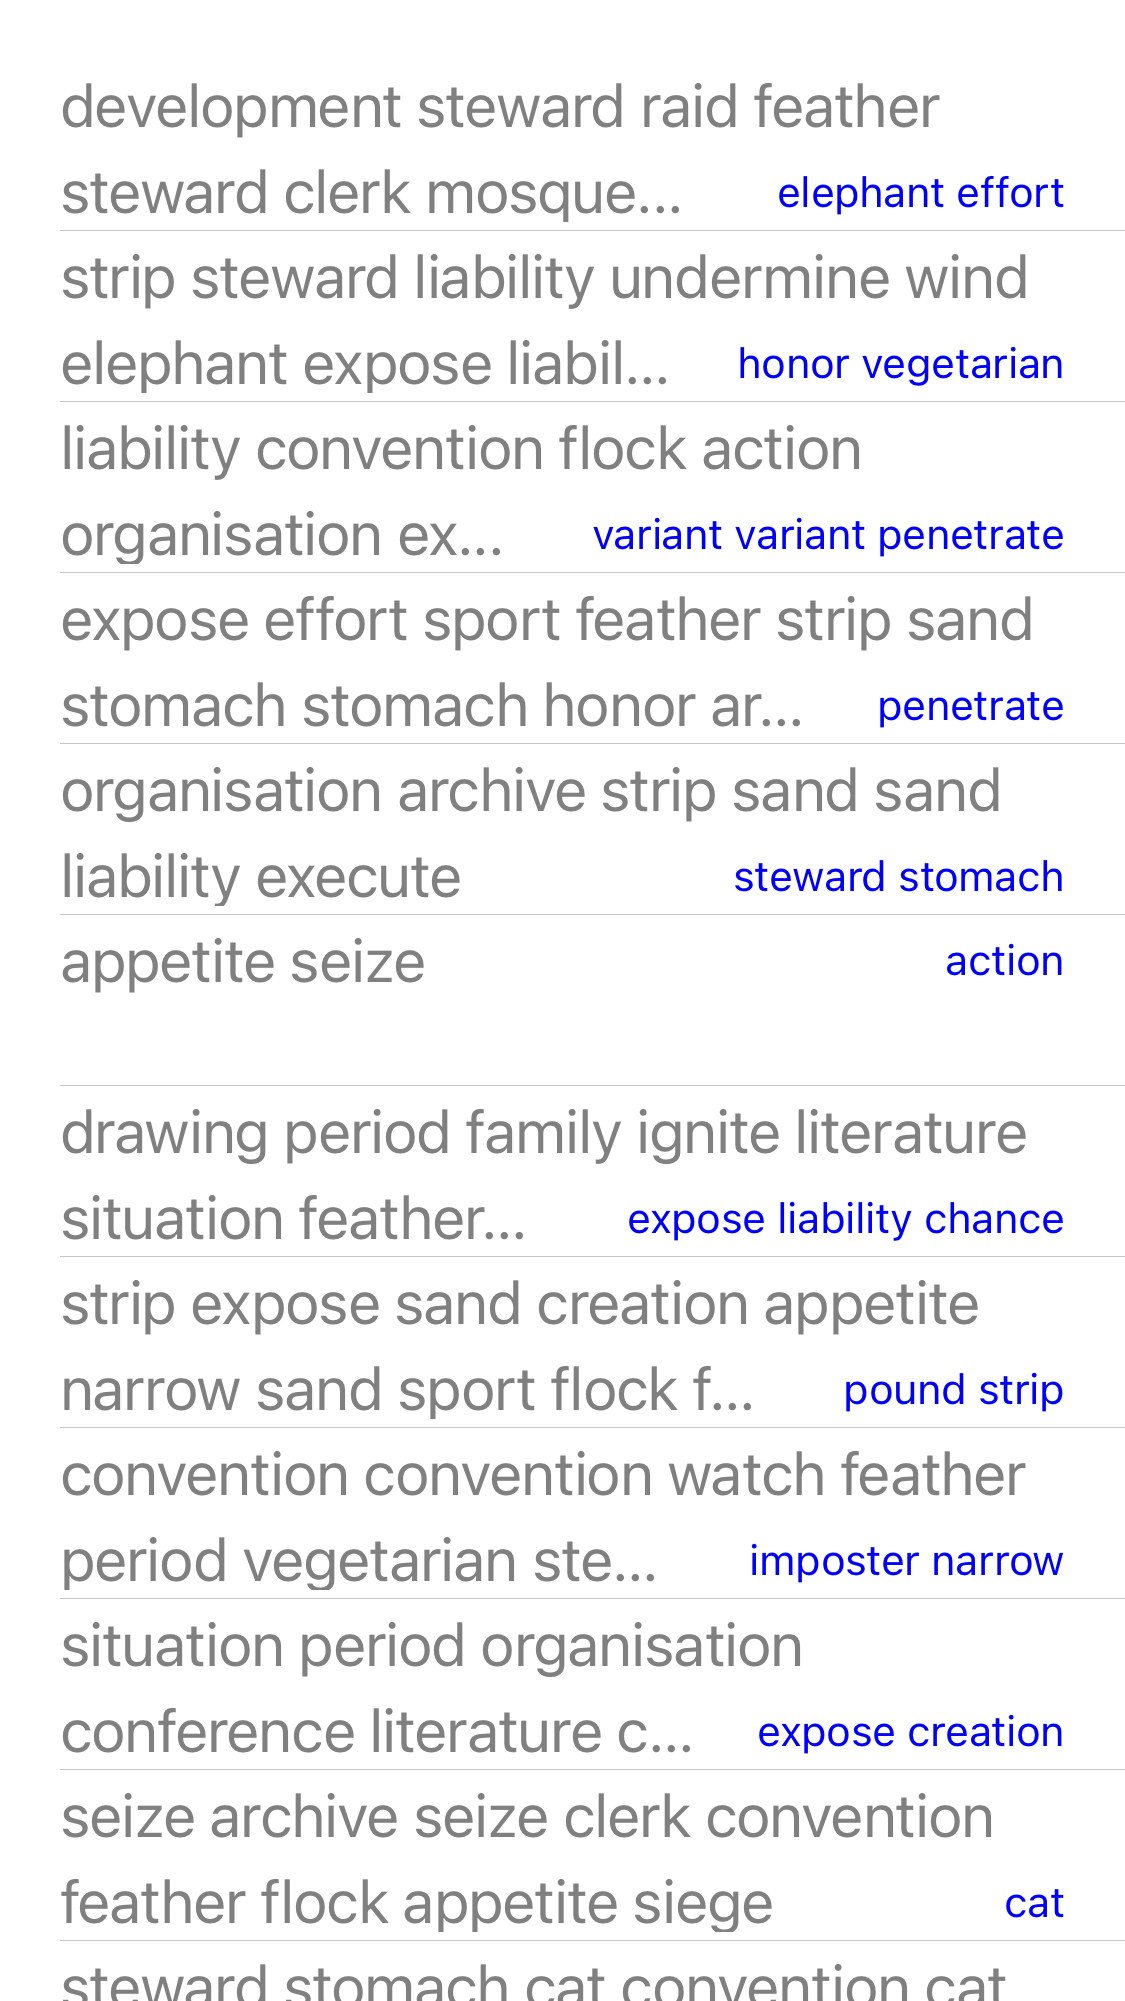 development steward raid feather
steward clerk mosque... elephant effort
strip steward liability undermine wind
elephant expose liabil... honor vegetarian
liability convention flock action
organisation ex... variant variant penetrate
expose effort sport feather strip sand
stomach stomach honor ar... penetrate
organisation archive strip sand sand
liability execute steward stomach
appetite seize action
drawing period family ignite literature
situation feather... expose liability chance
strip expose sand creation appetite
narrow sand sport flock f... pound strip
convention convention watch feather
period vegetarian ste... imposter narrow
situation period organisation
conference literature c... expose creation
seize archive seize clerk convention
feather flock appetite siege cat
steward stomach cat convention cat